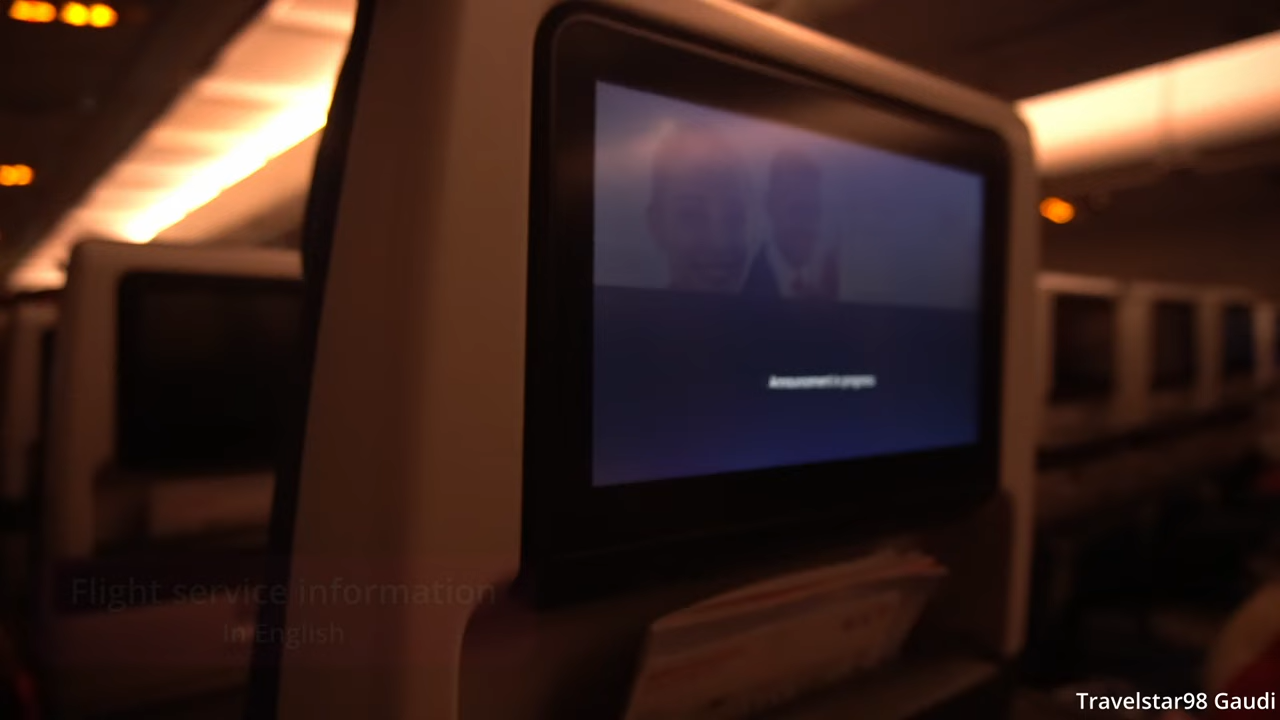 Announcement in progress
Flight service information
In English
Travelstar98 Gaudi